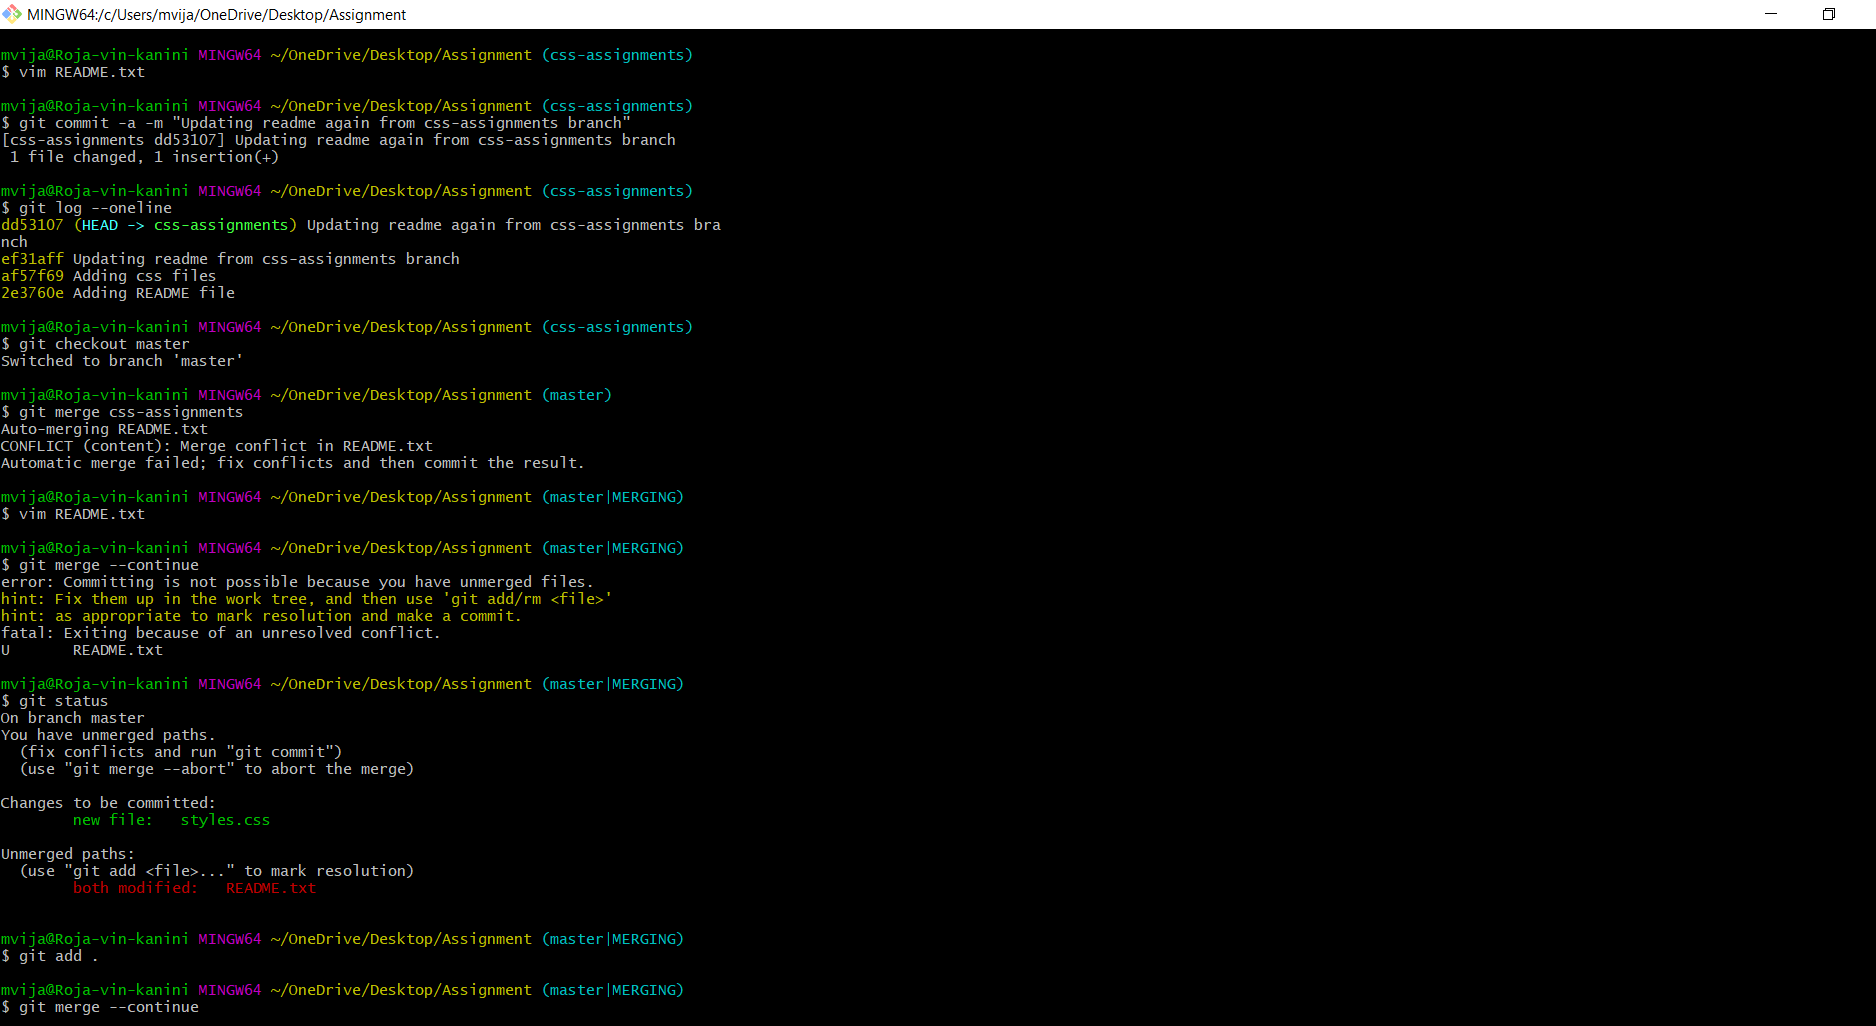 MINGW64:/c/Users/mvija/OneDrive/Desktop/Assignment
mvija@Roja-vin-kanini MINGW64 ~/OneDrive/Desktop/Assignment (css-assignments)
$ vim README.txt
mvija@Roja-vin-kanini MINGW64 ~/OneDrive/Desktop/Assignment (css-assignments)
$ git commit -a -m "Updating readme again from css-assignments branch"
[css-assignments dd53107] Updating readme again from css-assignments branch
 1 file changed, 1 insertion(+)
mvija@Roja-vin-kanini MINGW64 ~/OneDrive/Desktop/Assignment (css-assignments)
$ git log --oneline
dd53107 (HEAD -> css-assignments) Updating readme again from css-assignments bra
nch
ef31aff Updating readme from css-assignments branch
af57f69 Adding css files
2e3760e Adding README file
mvija@Roja-vin-kanini MINGW64 ~/OneDrive/Desktop/Assignment (css-assignments)
$ git checkout master
Switched to branch 'master'
mvija@Roja-vin-kanini MINGW64 ~/OneDrive/Desktop/Assignment (master)
$ git merge css-assignments
Auto-merging README.txt
CONFLICT (content): Merge conflict in README.txt
Automatic merge failed; fix conflicts and then commit the result.
mvija@Roja-vin-kanini MINGW64 ~/OneDrive/Desktop/Assignment (master|MERGING)
$ vim README.txt
mvija@Roja-vin-kanini MINGW64 ~/OneDrive/Desktop/Assignment (master|MERGING)
$ git merge --continue
error: Committing is not possible because you have unmerged files.
hint: Fix them up in the work tree, and then use 'git add/rm <file>'
hint: as appropriate to mark resolution and make a commit.
fatal: Exiting because of an unresolved conflict.
U       README.txt
mvija@Roja-vin-kanini MINGW64 ~/OneDrive/Desktop/Assignment (master|MERGING)
$ git status
On branch master
You have unmerged paths.
  (fix conflicts and run "git commit")
  (use "git merge --abort" to abort the merge)
Changes to be committed:
        new file:   styles.css
Unmerged paths:
  (use "git add <file>..." to mark resolution)
        both modified:   README.txt
mvija@Roja-vin-kanini MINGW64 ~/OneDrive/Desktop/Assignment (master|MERGING)
$ git add .
mvija@Roja-vin-kanini MINGW64 ~/OneDrive/Desktop/Assignment (master|MERGING)
$ git merge --continue